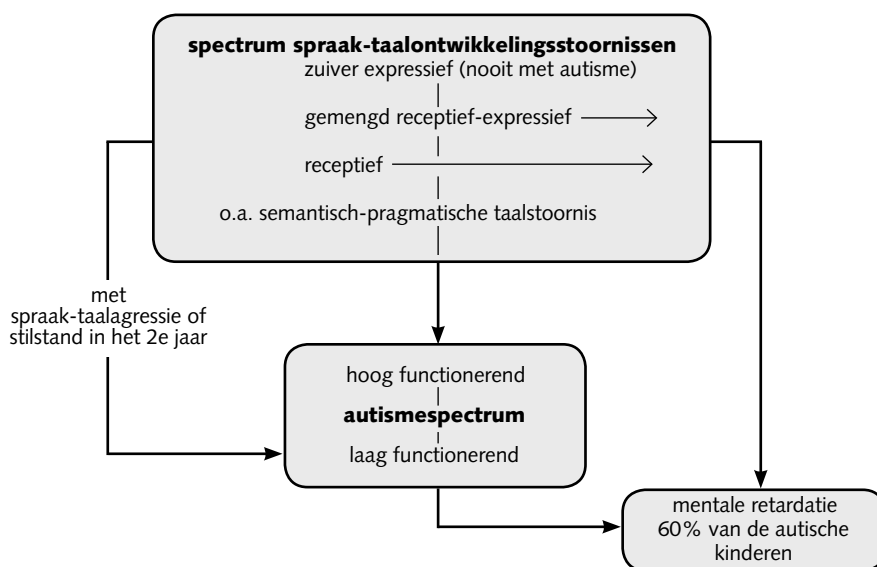 spectrum spraak-taalontwikkelingsstoornissen
zuiver expressief (nooit met autisme)
gemengd receptief-expressief
receptief
o.a. semantisch-pragmatische taalstoornis
met
spraak-taalagressie of
stilstand in het 2e jaar
hoog functionerend
autismespectrum
laag functionerend
mentale retardatie
60% van de autische
kinderen